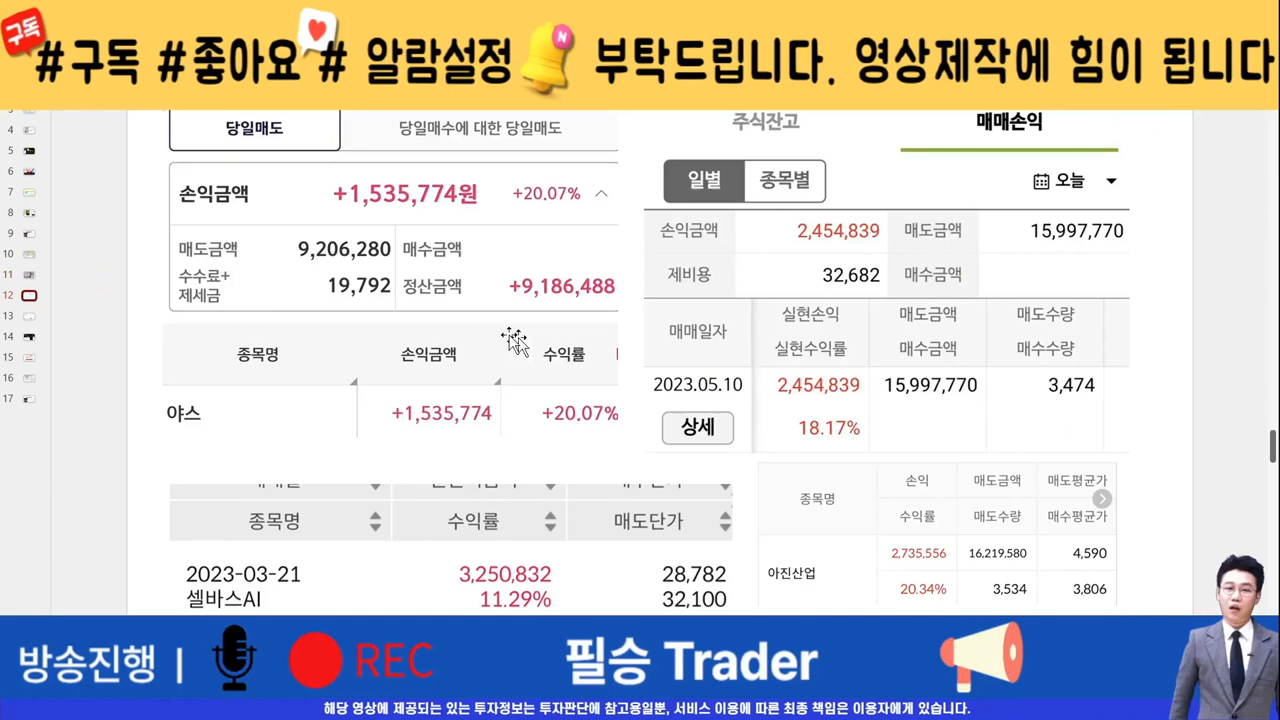 구독
#구독 #좋아요 # 알람설정 N 부탁드립니다. 영상제작에 힘이 됩니다
4
5
6
7
8
9
10
11
12
13
14
15
16
17
당일매도 당일매수에 대한 당일매도
손익금액 +1,535,774원 +20.07%
매도금액 9,206,280 매수금액
수수료+
제세금 19,792 정산금액 +9,186,488
종목명 손익금액 수익률
야스 +1,535,774 +20.07%
주식잔고 매매손익
일별 종목별 오늘
손익금액 2,454,839 매도금액 15,997,770
제비용 32,682 매수금액
매매일자 실현손익 매도금액 매도수량
실현수익률 매수금액 매수수량
2023.05.10 2,454,839 15,997,770 3,474
상세 18.17%
종목명 수익률 매도단가
2023-03-21 3,250,832 28,782
셀바스AI 11.29% 32,100
종목명 손익 매도금액 매도평균가
수익률 매도수량 매수평균가
아진산업 2,735,556 16,219,580 4,590
20.34% 3,534 3,806
방송진행 | REC 필승 Trader
해당 영상에 제공되는 있는 투자정보는 투자판단에 참고용일뿐, 서비스 이용에 따른 최종 책임은 이용자에게 있습니다.